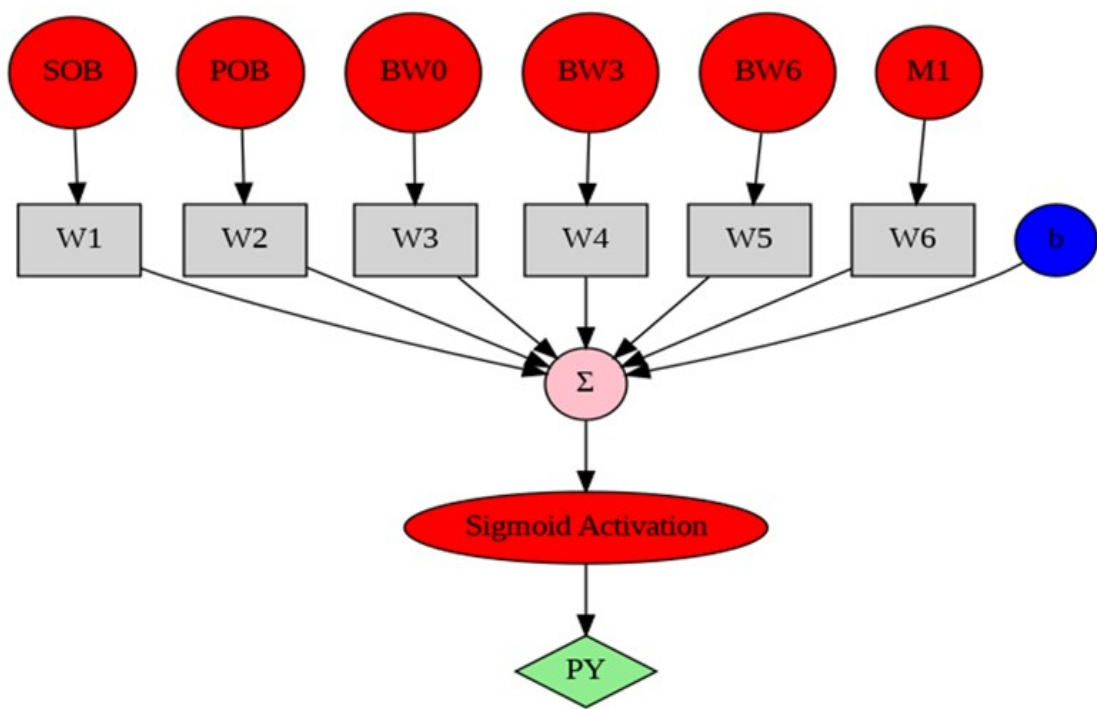 SOB POB BW0 BW3 BW6 M1
W1 W2 W3 W4 W5 W6 b
Σ
Sigmoid Activation
PY